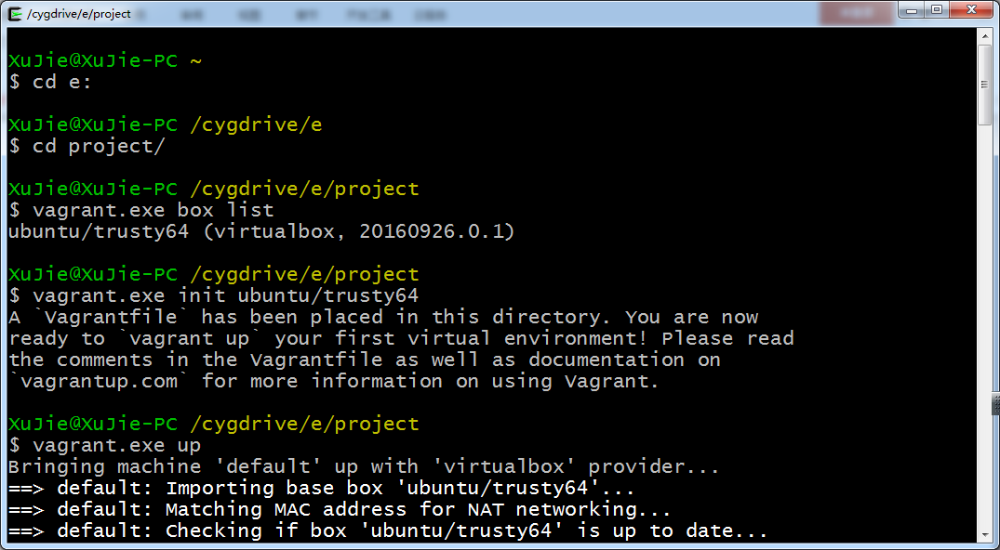 /cygdrive/e/project
XuJie@XuJie-PC ~
$ cd e:
XuJie@XuJie-PC /cygdrive/e
$ cd project/
XuJie@XuJie-PC /cygdrive/e/project
$ vagrant.exe box list
ubuntu/trusty64 (virtualbox, 20160926.0.1)
XuJie@XuJie-PC /cygdrive/e/project
$ vagrant.exe init ubuntu/trusty64
A `Vagrantfile` has been placed in this directory. You are now
ready to `vagrant up` your first virtual environment! Please read
the comments in the Vagrantfile as well as documentation on
`vagrantup.com` for more information on using Vagrant.
XuJie@XuJie-PC /cygdrive/e/project
$ vagrant.exe up
Bringing machine 'default' up with 'virtualbox' provider...
==> default: Importing base box 'ubuntu/trusty64'...
==> default: Matching MAC address for NAT networking...
==> default: Checking if box 'ubuntu/trusty64' is up to date...